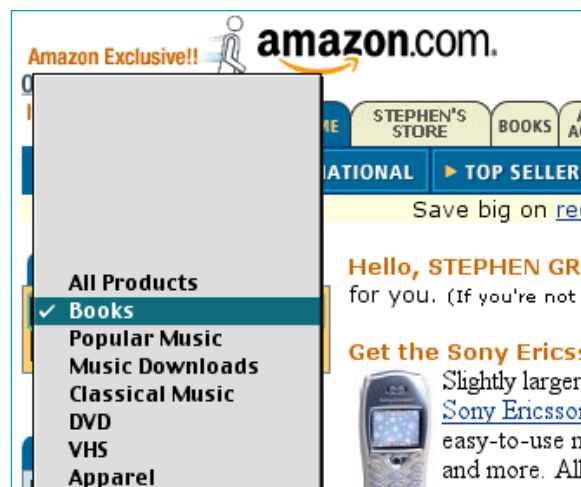 amazon.com.
Amazon Exclusive!!
STEPHEN'S
STORE
BOOKS
TOP SELLER
Save big on
Hello, STEPHEN GR
for you. (If you're not
Get the Sony Ericss
Slightly larger
Sony Ericsson
easy-to-use
and more. All
All Products
Books
Popular Music
Music Downloads
Classical Music
DVD
VHS
Apparel